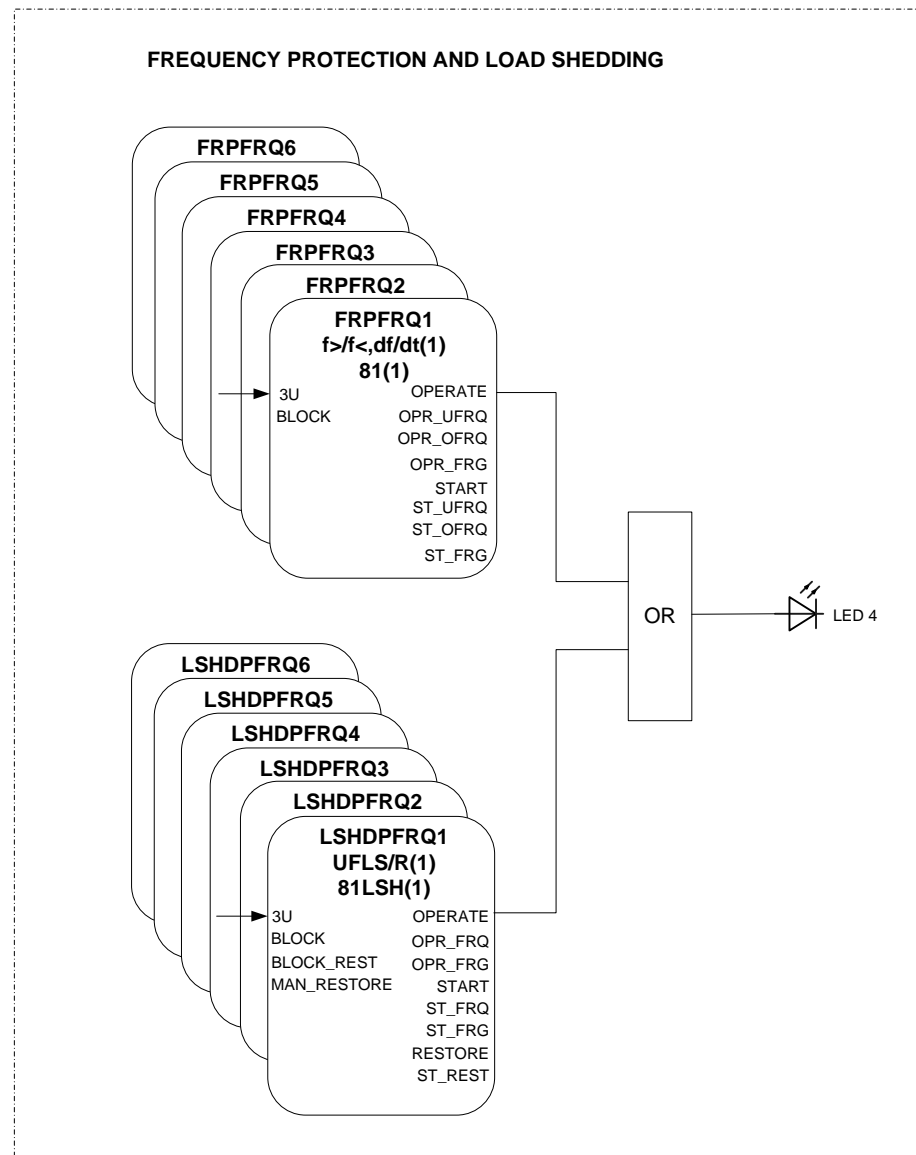 FREQUENCY PROTECTION AND LOAD SHEDDING
FRPFRQ6
FRPFRQ5
FRPFRQ4
FRPFRQ3
FRPFRQ2
FRPFRQ1
f>/f<,df/dt(1)
81(1)
3U
BLOCK
OPERATE
OPR_UFRQ
OPR_OFRQ
OPR_FRG
START
ST_UFRQ
ST_OFRQ
ST_FRG
OR
LED 4
LSHDPFRQ6
LSHDPFRQ5
LSHDPFRQ4
LSHDPFRQ3
LSHDPFRQ2
LSHDPFRQ1
UFLS/R(1)
81LSH(1)
3U
BLOCK
BLOCK_REST
MAN_RESTORE
OPERATE
OPR_FRQ
OPR_FRG
START
ST_FRQ
ST_FRG
RESTORE
ST_REST